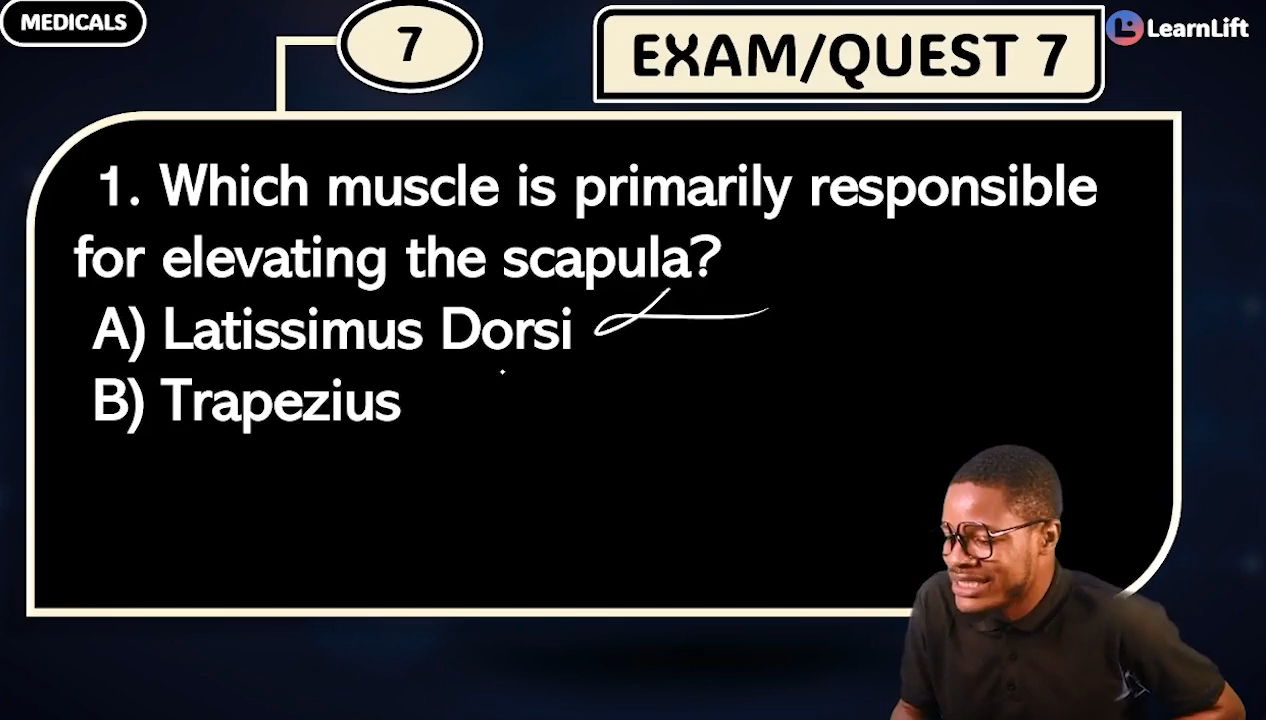 MEDICALS
7
EXAM/QUEST 7
LearnLift
1. Which muscle is primarily responsible
for elevating the scapula?
A) Latissimus Dorsi
B) Trapezius